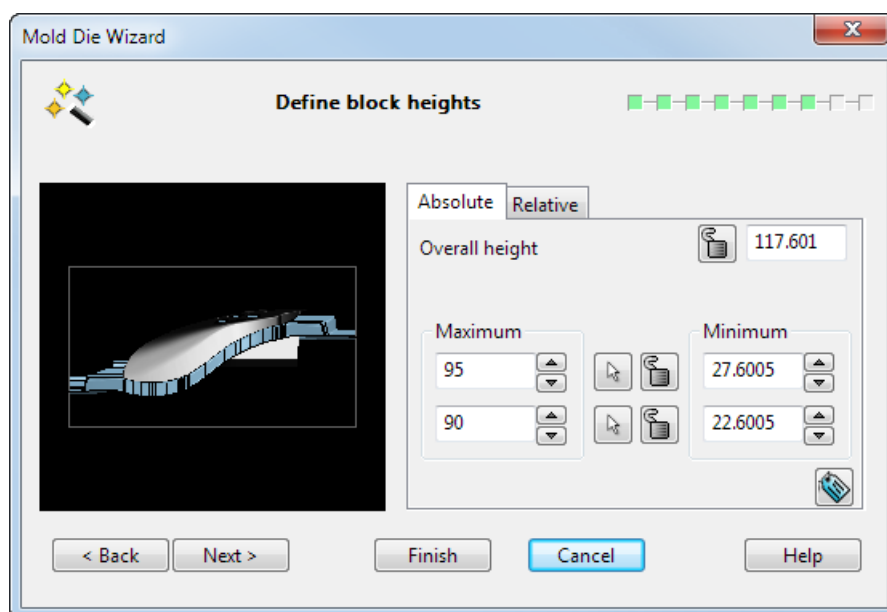 Mold Die Wizard
Define block heights
Absolute Relative
Overall height 117.601
Maximum Minimum
95 27.6005
90 22.6005
< Back Next > Finish Cancel Help